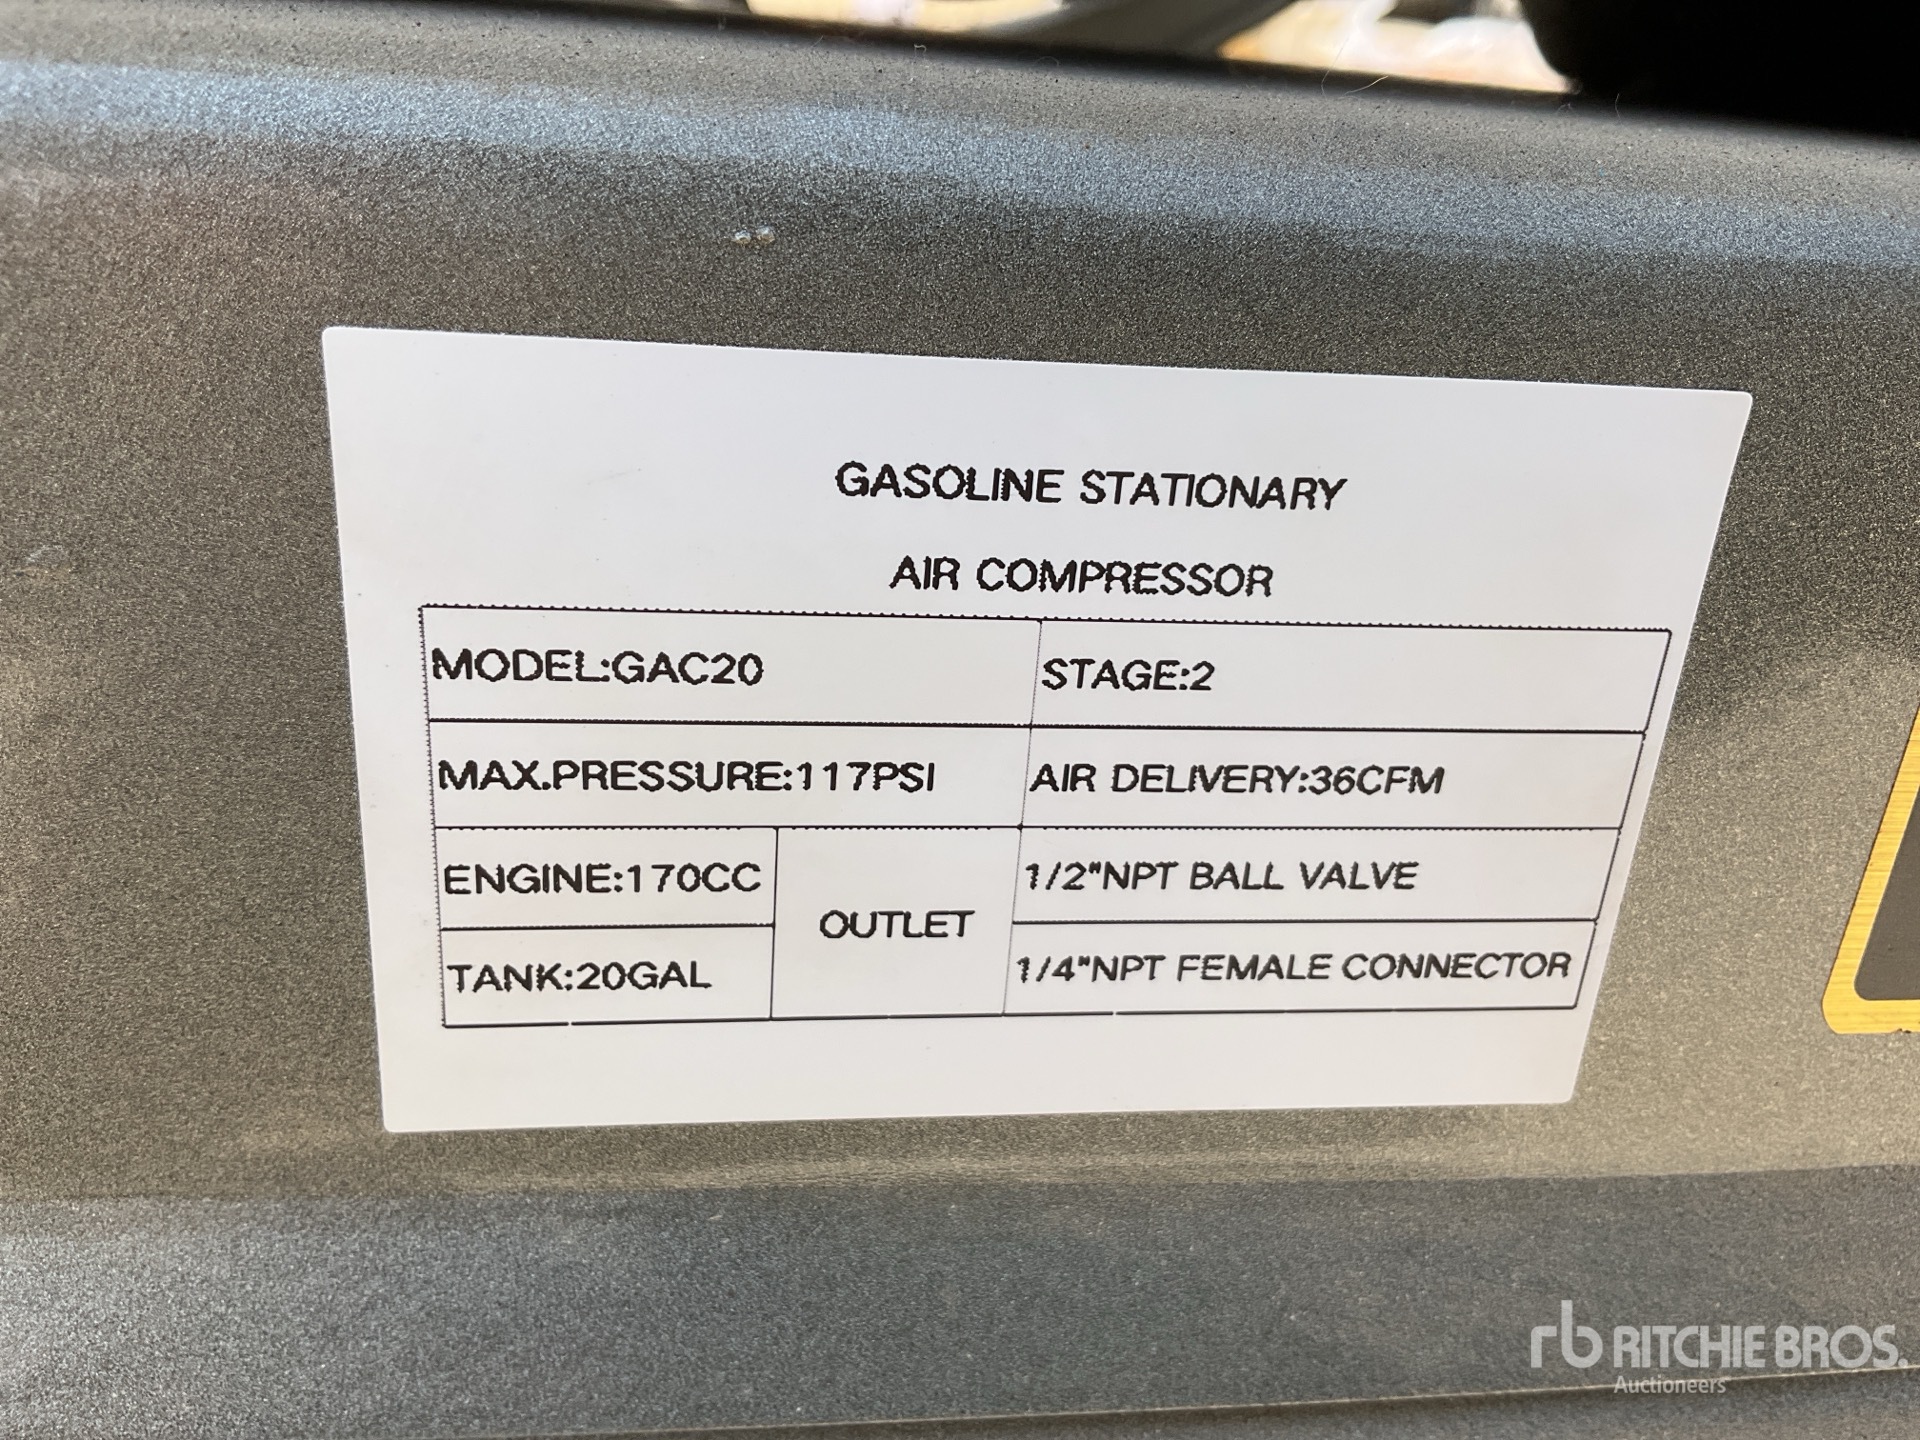 GASOLINE STATIONARY
AIR COMPRESSOR
MODEL:GAC20
STAGE:2
MAX.PRESSURE:117PSI
AIR DELIVERY:36CFM
ENGINE:170CC
TANK:20GAL
OUTLET
1/2"NPT BALL VALVE
1/4"NPT FEMALE CONNECTOR
rb RITCHIE BROS.
Auctioneers